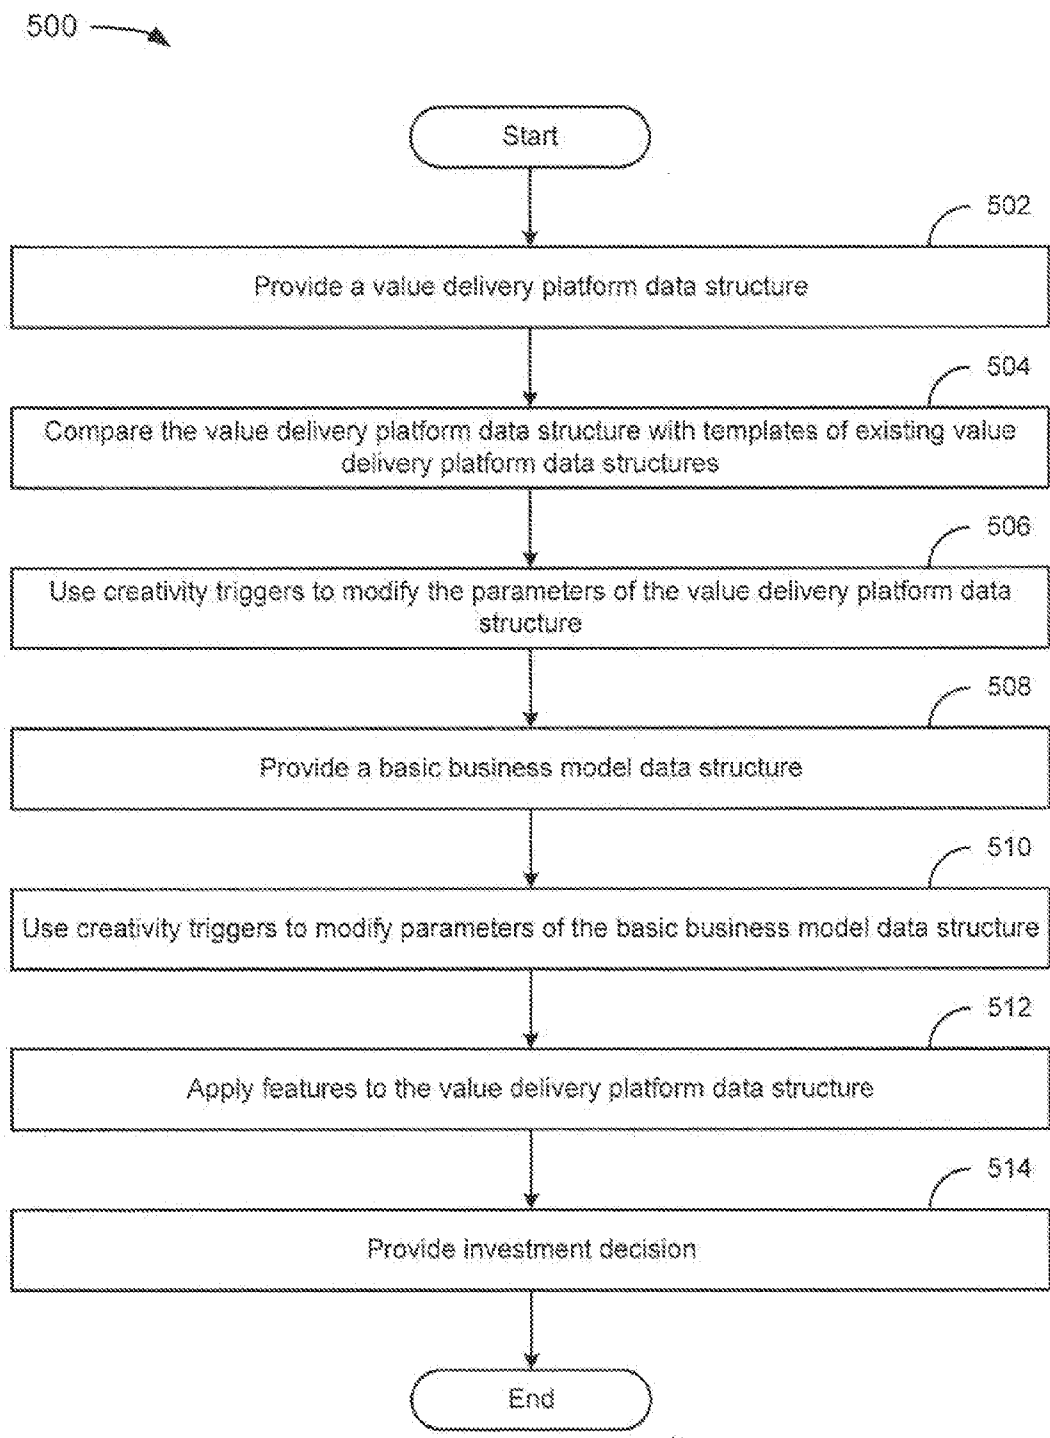 500
Start
502
Provide a value delivery platform data structure
504
Compare the value delivery platform data structure with templates of existing value
delivery platform data structures
506
Use creativity triggers to modify the parameters of the value delivery platform data
structure
508
Provide a basic business model data structure
510
Use creativity triggers to modify parameters of the basic business model data structure
512
Apply features to the value delivery platform data structure
514
Provide investment decision
End